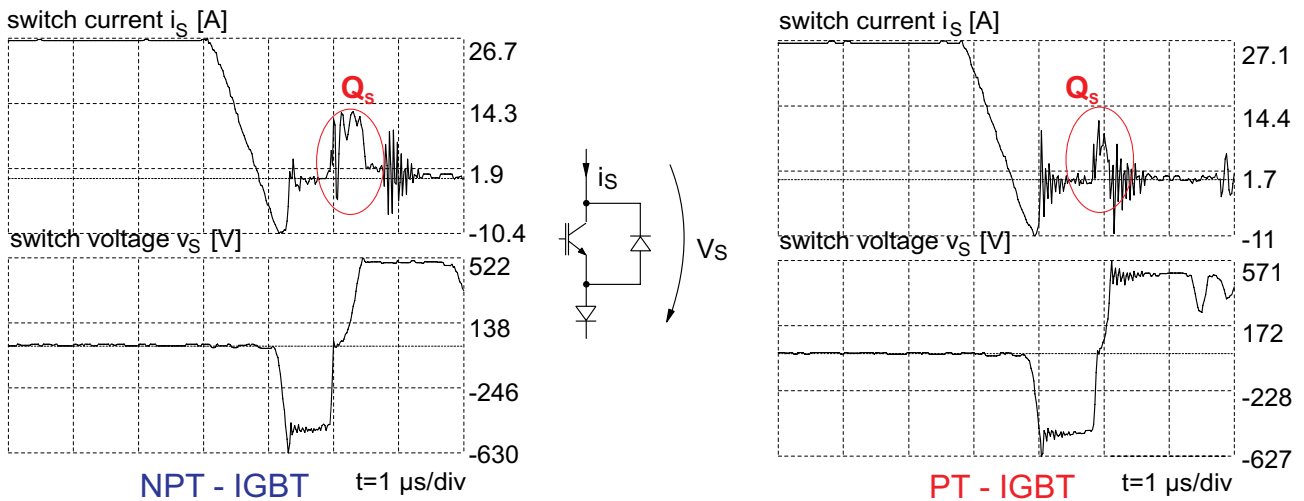 switch current iS [A]
26.7
14.3
1.9
-10.4
Qs
switch voltage vS [V]
522
138
-246
-630
NPT - IGBT
t=1 µs/div
iS
VS
switch current iS [A]
27.1
14.4
1.7
-11
Qs
switch voltage vS [V]
571
172
-228
-627
PT - IGBT
t=1 µs/div